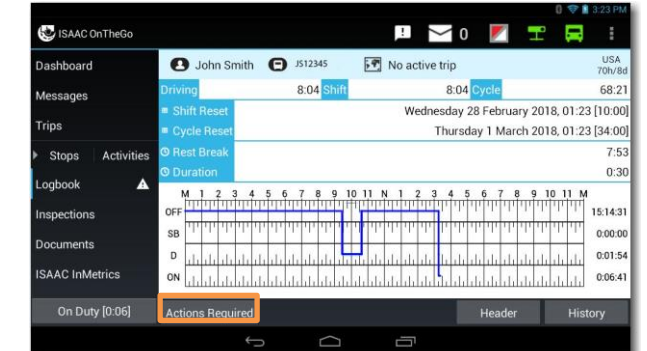 3:23 PM
ISAAC OnTheGo
0
Dashboard
John Smith JS12345 No active trip USA
70h/8d
Messages
Driving 8:04 Shift 8:04 Cycle 68:21
Shift Reset Wednesday 28 February 2018, 01:23 [10:00]
Trips
Cycle Reset Thursday 1 March 2018, 01:23 [34:00]
Stops Activities
Rest Break 7:53
Duration 0:30
Logbook
M 1 2 3 4 5 6 7 8 9 10 11 N 1 2 3 4 5 6 7 8 9 10 11 M
Inspections
OFF 15:14:31
SB 0:00:00
Documents
D 0:01:54
ISAAC InMetrics
ON 0:06:41
On Duty [0:06] Actions Required Header History